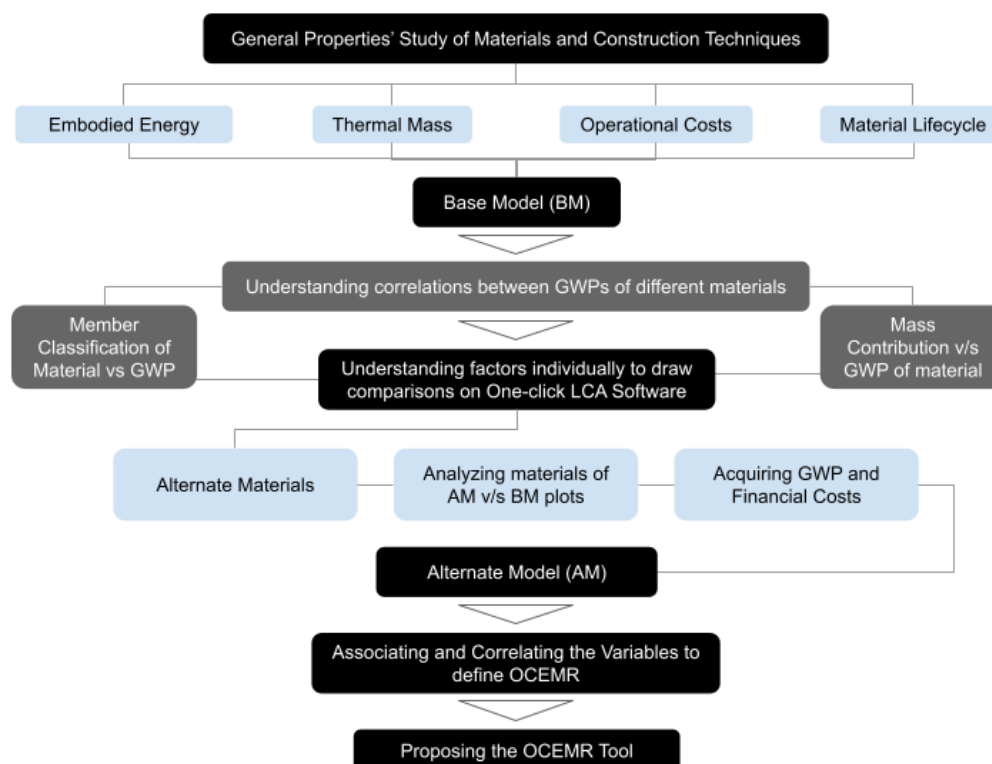 General Properties' Study of Materials and Construction Techniques
Embodied Energy
Thermal Mass
Operational Costs
Material Lifecycle
Base Model (BM)
Understanding correlations between GWPs of different materials
Member
Classification of
Material vs GWP
Mass
Contribution v/s
GWP of material
Understanding factors individually to draw
comparisons on One-click LCA Software
Alternate Materials
Analyzing materials of
AM v/s BM plots
Acquiring GWP and
Financial Costs
Alternate Model (AM)
Associating and Correlating the Variables to
define OCEMR
Proposing the OCEMR Tool